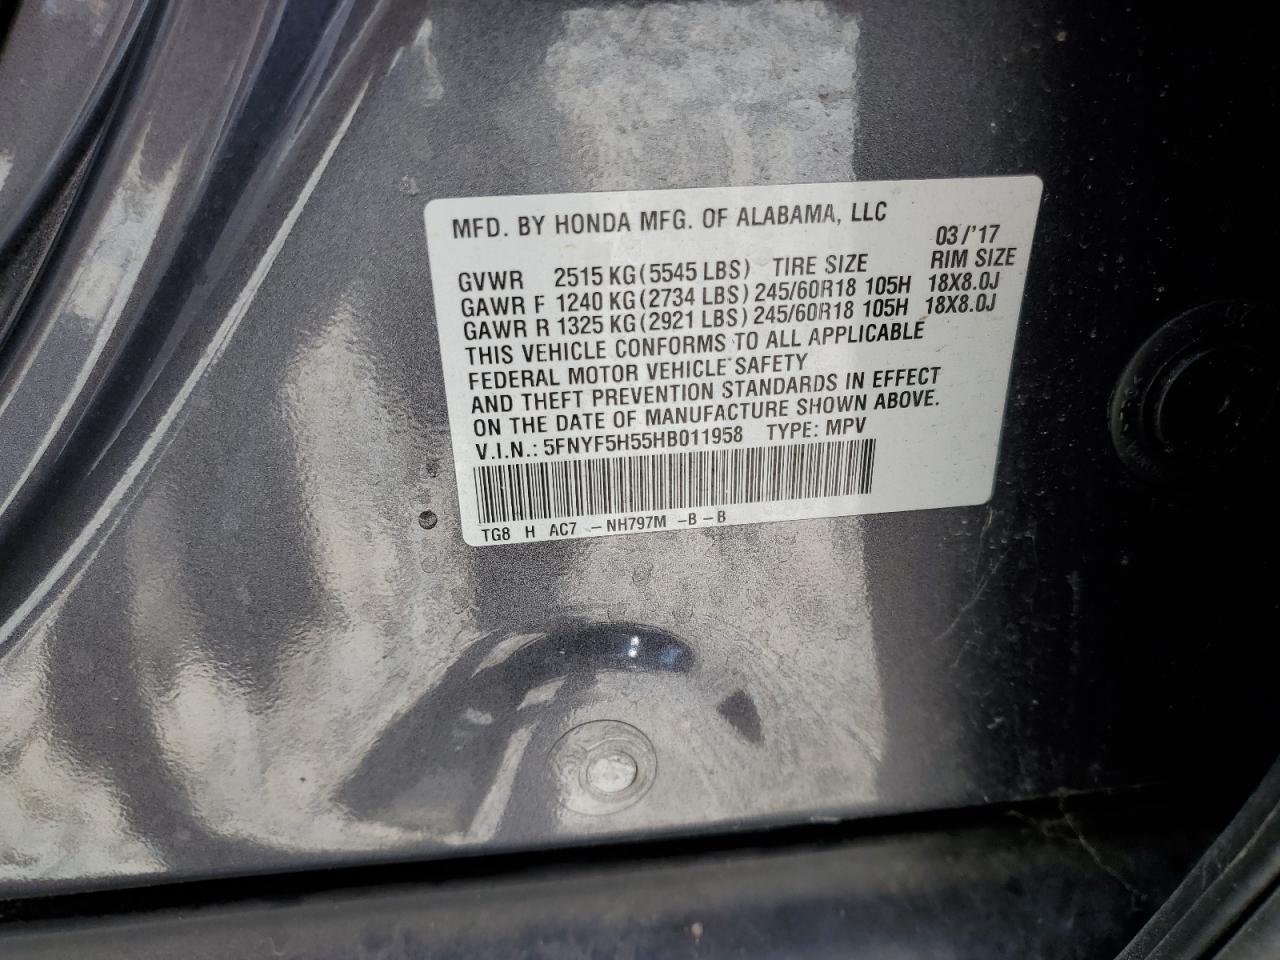 MFD. BY HONDA MFG. OF ALABAMA, LLC 03/'17
GVWR 2515 KG (5545 LBS) TIRE SIZE RIM SIZE
GAWR F 1240 KG (2734 LBS) 245/60R18 105H 18X8.0J
GAWR R 1325 KG (2921 LBS) 245/60R18 105H 18X8.0J
THIS VEHICLE CONFORMS TO ALL APPLICABLE
FEDERAL MOTOR VEHICLE SAFETY
AND THEFT PREVENTION STANDARDS IN EFFECT
ON THE DATE OF MANUFACTURE SHOWN ABOVE.
V.I.N.: 5FNYF5H55HB011958 TYPE: MPV
TG8 H AC7 -NH797M -B-B